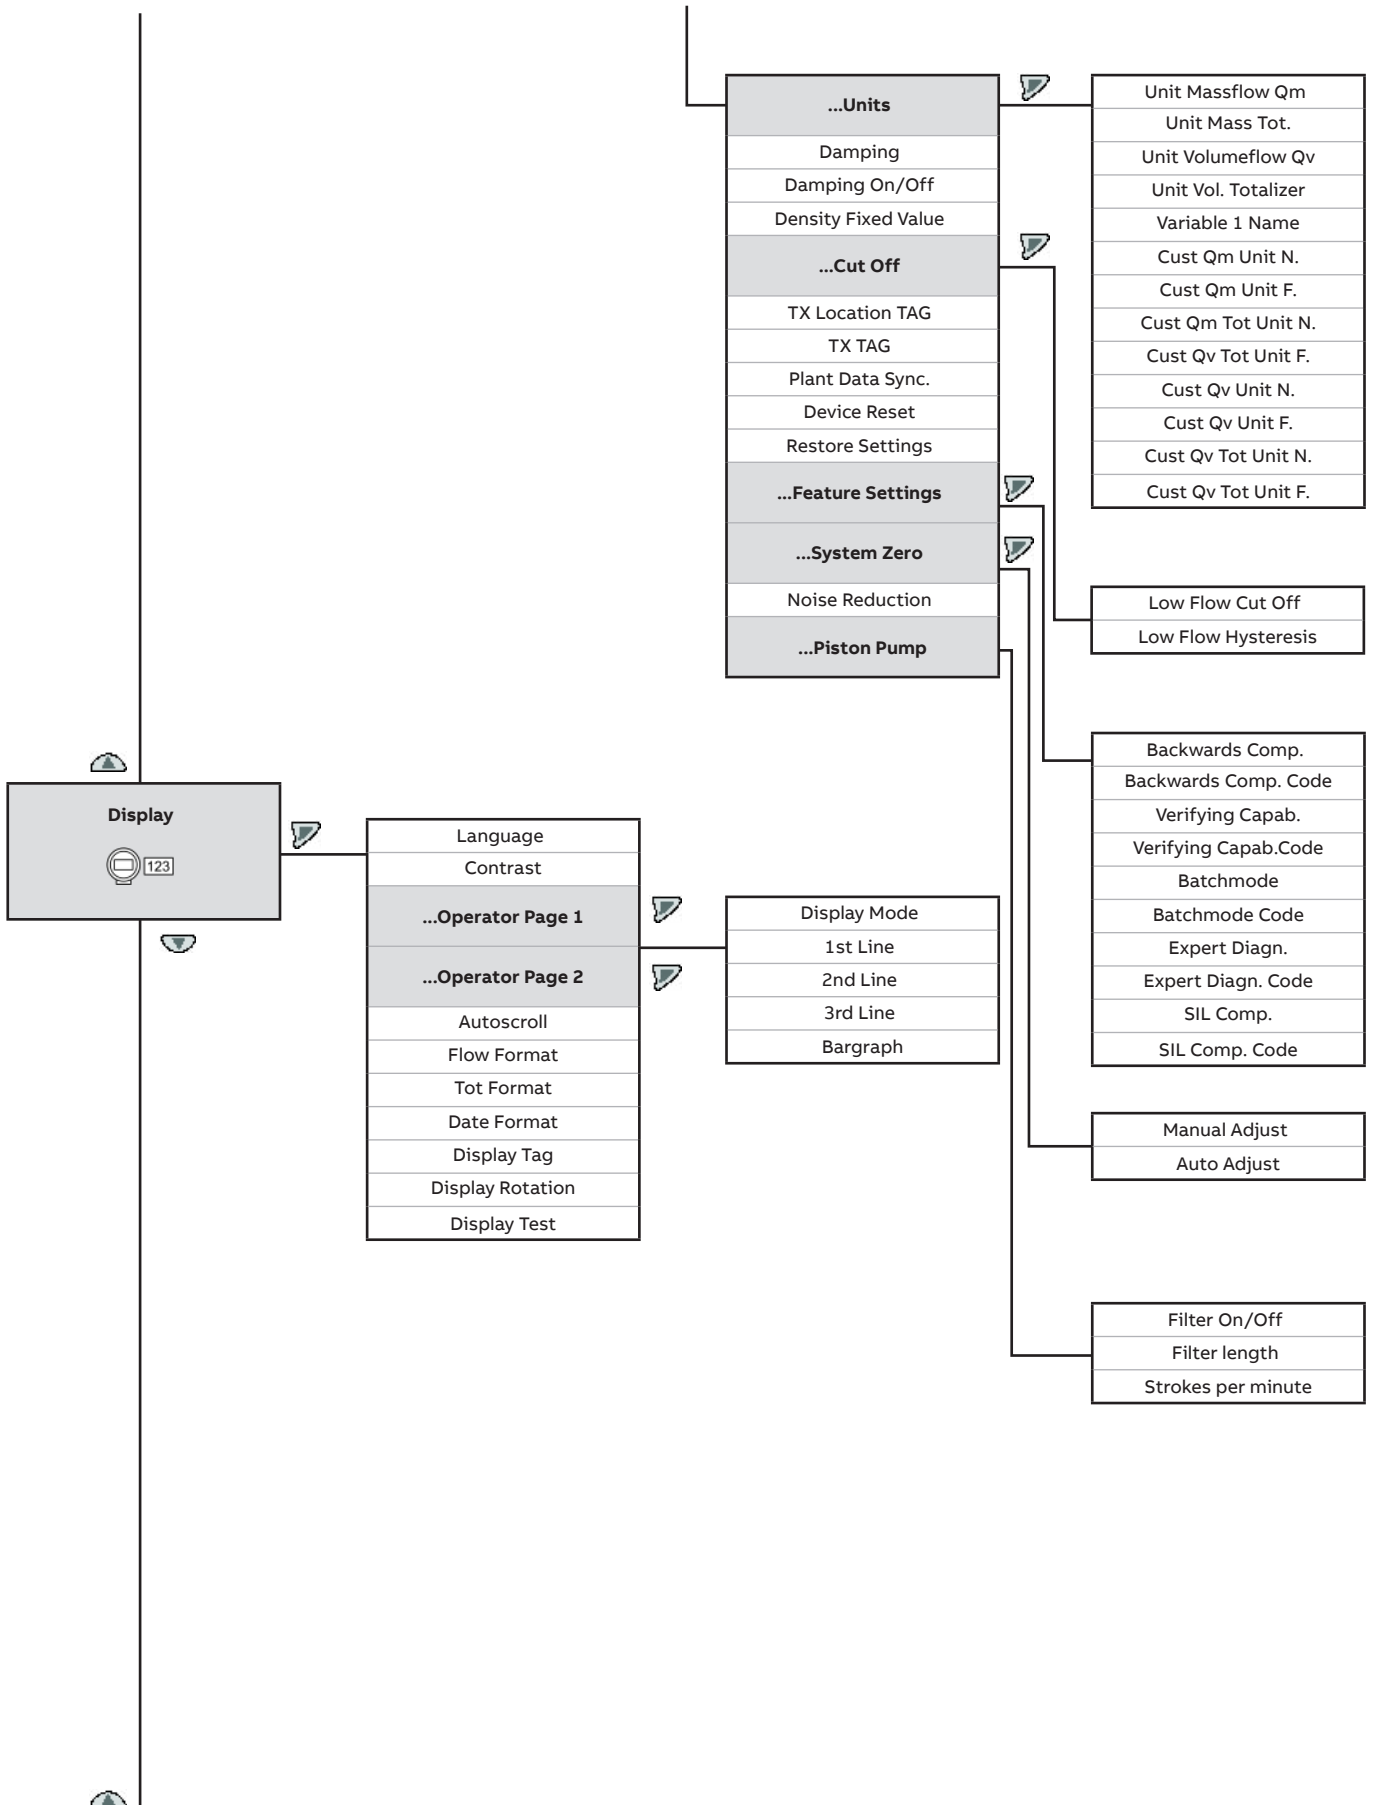 ...Units
Damping
Damping On/Off
Density Fixed Value
...Cut Off
TX Location TAG
TX TAG
Plant Data Sync.
Device Reset
Restore Settings
...Feature Settings
...System Zero
Noise Reduction
...Piston Pump
Unit Massflow Qm
Unit Mass Tot.
Unit Volumeflow Qv
Unit Vol. Totalizer
Variable 1 Name
Cust Qm Unit N.
Cust Qm Unit F.
Cust Qm Tot Unit N.
Cust Qv Tot Unit F.
Cust Qv Unit N.
Cust Qv Unit F.
Cust Qv Tot Unit N.
Cust Qv Tot Unit F.
Low Flow Cut Off
Low Flow Hysteresis
Backwards Comp.
Backwards Comp. Code
Verifying Capab.
Verifying Capab.Code
Batchmode
Batchmode Code
Expert Diagn.
Expert Diagn. Code
SIL Comp.
SIL Comp. Code
Manual Adjust
Auto Adjust
Filter On/Off
Filter length
Strokes per minute
Display
123
Language
Contrast
...Operator Page 1
...Operator Page 2
Autoscroll
Flow Format
Tot Format
Date Format
Display Tag
Display Rotation
Display Test
Display Mode
1st Line
2nd Line
3rd Line
Bargraph